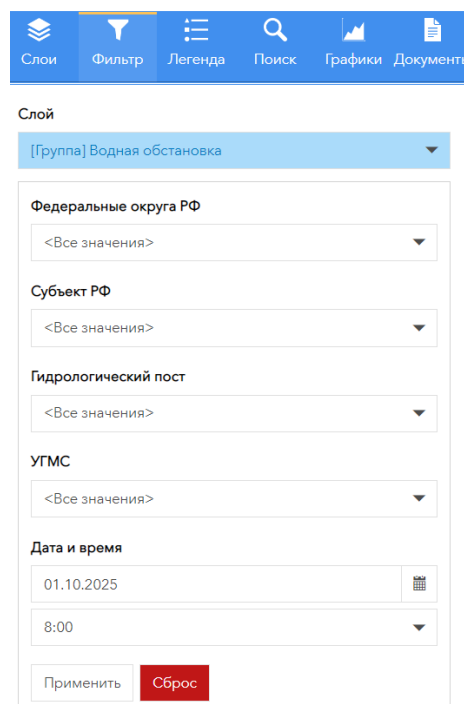 Слои Фильтр Легенда Поиск Графики Документы
Слой
[Группа] Водная обстановка
Федеральные округа РФ
<Все значения>
Субъект РФ
<Все значения>
Гидрологический пост
<Все значения>
УГМС
<Все значения>
Дата и время
01.10.2025
8:00
Применить Сброс